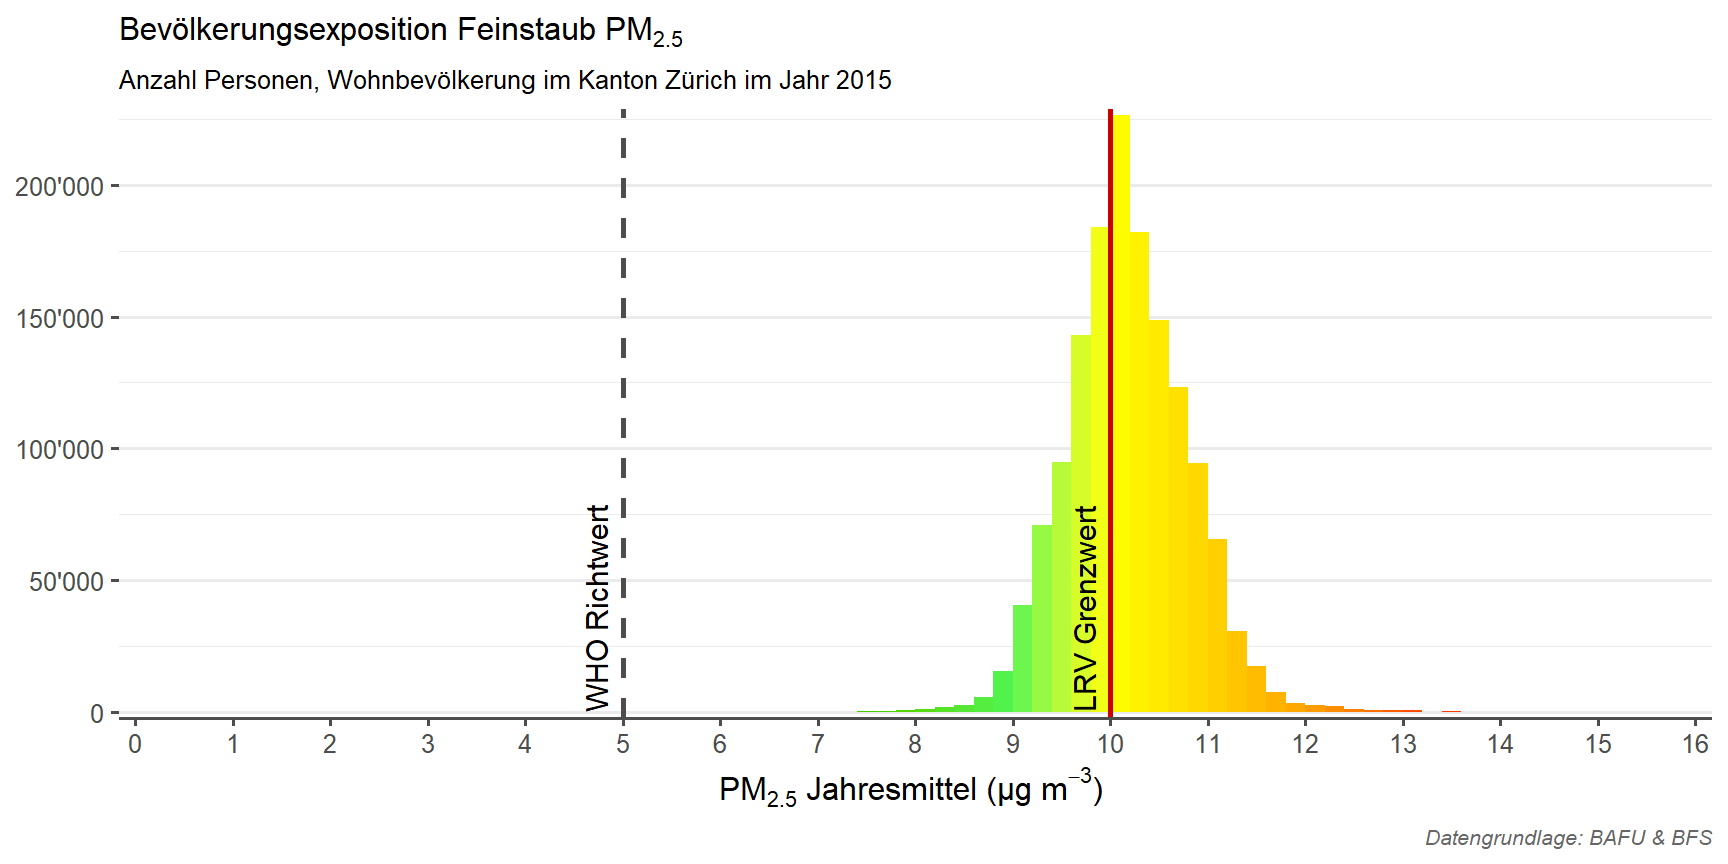 Bevölkerungsexposition Feinstaub PM2.5
Anzahl Personen, Wohnbevölkerung im Kanton Zürich im Jahr 2015
200'000
150'000
100'000
50'000
0
WHO Richtwert
LRV Grenzwert
0 1 2 3 4 5 6 7 8 9 10 11 12 13 14 15 16
PM2.5 Jahresmittel (µg m−3)
Datengrundlage: BAFU & BFS